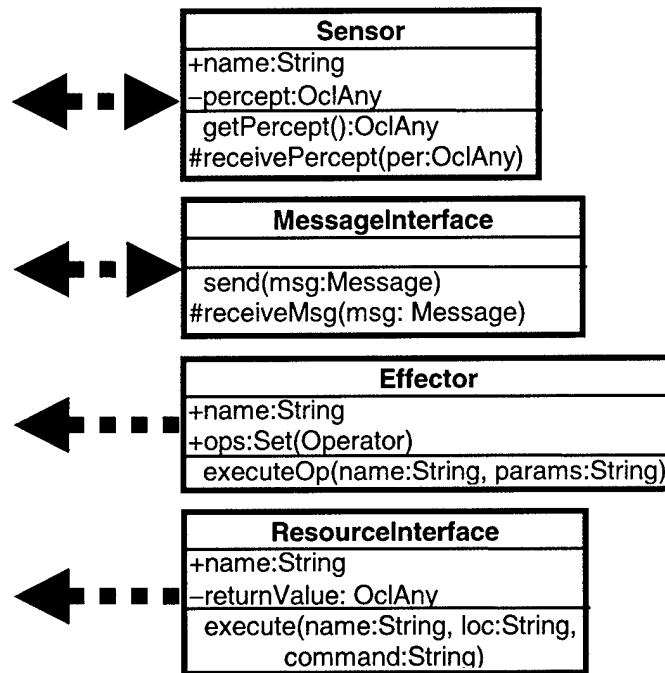 Sensor
+name:String
–percept:OclAny
getPercept():OclAny
#receivePercept(per:OclAny)
MessageInterface
send(msg:Message)
#receiveMsg(msg: Message)
Effector
+name:String
+ops:Set(Operator)
executeOp(name:String, params:String)
ResourceInterface
+name:String
–returnValue: OclAny
execute(name:String, loc:String,
command:String)